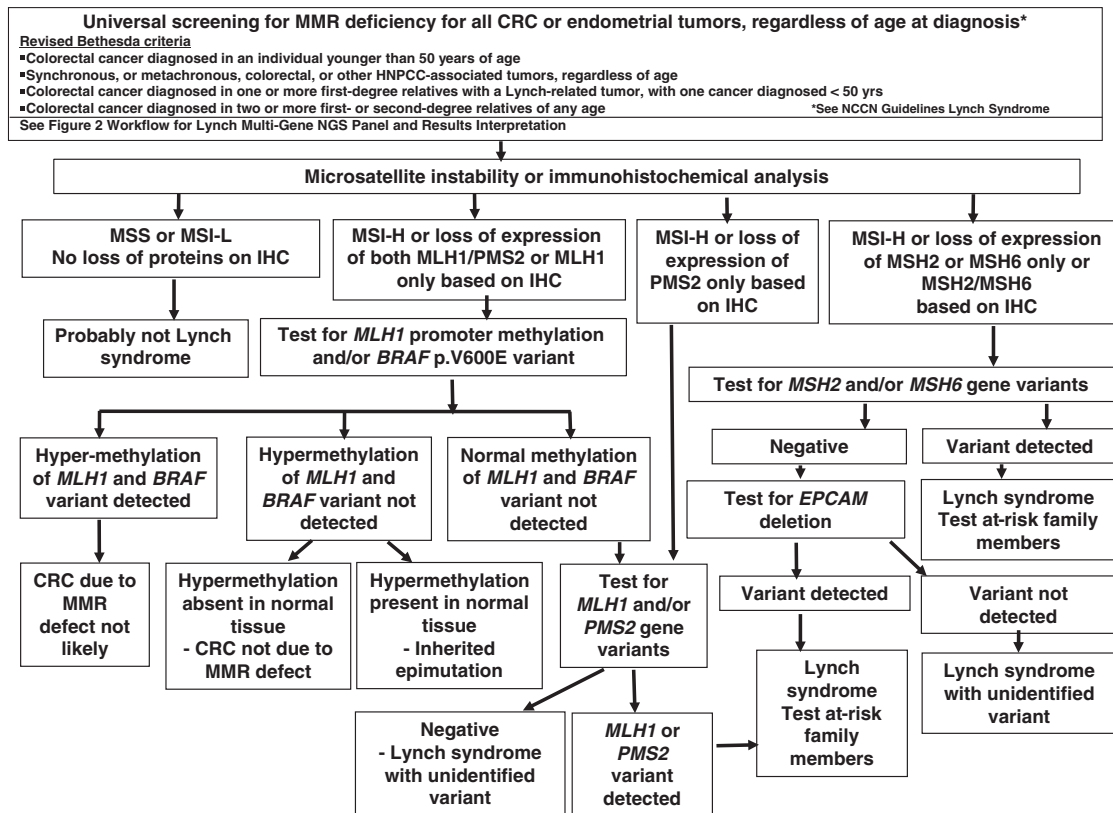 Universal screening for MMR deficiency for all CRC or endometrial tumors, regardless of age at diagnosis*
Revised Bethesda criteria
▪Colorectal cancer diagnosed in an individual younger than 50 years of age
▪Synchronous, or metachronous, colorectal, or other HNPCC-associated tumors, regardless of age
▪Colorectal cancer diagnosed in one or more first-degree relatives with a Lynch-related tumor, with one cancer diagnosed < 50 yrs
▪Colorectal cancer diagnosed in two or more first- or second-degree relatives of any age
*See NCCN Guidelines Lynch Syndrome
See Figure 2 Workflow for Lynch Multi-Gene NGS Panel and Results Interpretation
Microsatellite instability or immunohistochemical analysis
MSS or MSI-L
No loss of proteins on IHC
MSI-H or loss of expression
of both MLH1/PMS2 or MLH1
only based on IHC
MSI-H or loss of
expression of
PMS2 only based
on IHC
MSI-H or loss of expression
of MSH2 or MSH6 only or
MSH2/MSH6
based on IHC
Probably not Lynch
syndrome
Test for MLH1 promoter methylation
and/or BRAF p.V600E variant
Test for MSH2 and/or MSH6 gene variants
Negative
Variant detected
Hyper-methylation
of MLH1 and BRAF
variant detected
Hypermethylation
of MLH1 and
BRAF variant not
detected
Normal methylation
of MLH1 and BRAF
variant not
detected
Test for EPCAM
deletion
Lynch syndrome
Test at-risk family
members
CRC due to
MMR
defect not
likely
Hypermethylation
absent in normal
tissue
- CRC not due to
MMR defect
Hypermethylation
present in normal
tissue
- Inherited
epimutation
Test for
MLH1 and/or
PMS2 gene
variants
Variant detected
Variant not
detected
Lynch
syndrome
Test at-risk
family
members
Lynch syndrome
with unidentified
variant
Negative
- Lynch syndrome
with unidentified
variant
MLH1 or
PMS2
variant
detected